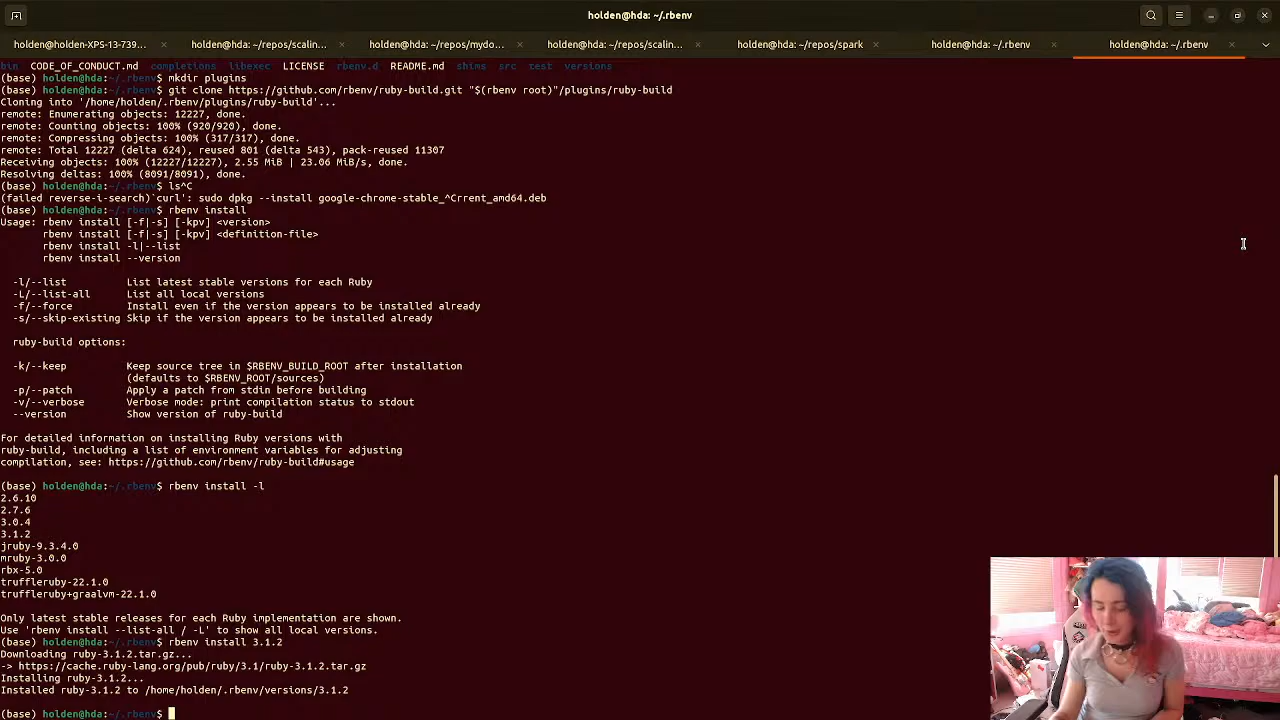 holden@hda: ~/.rbenv
holden@holden-XPS-13-739... holden@hda: ~/repos/scalin... holden@hda: ~/repos/mydo... holden@hda: ~/repos/scalin... holden@hda: ~/repos/spark holden@hda: ~/.rbenv holden@hda: ~/.rbenv
bin CODE_OF_CONDUCT.md completions libexec LICENSE rbenv.d README.md shims src test versions
(base) holden@hda:~/.rbenv$ mkdir plugins
(base) holden@hda:~/.rbenv$ git clone https://github.com/rbenv/ruby-build.git "$(rbenv root)"/plugins/ruby-build
Cloning into '/home/holden/.rbenv/plugins/ruby-build'...
remote: Enumerating objects: 12227, done.
remote: Counting objects: 100% (920/920), done.
remote: Compressing objects: 100% (317/317), done.
remote: Total 12227 (delta 624), reused 801 (delta 543), pack-reused 11307
Receiving objects: 100% (12227/12227), 2.55 MiB | 23.06 MiB/s, done.
Resolving deltas: 100% (8091/8091), done.
(base) holden@hda:~/.rbenv$ ls^C
(failed reverse-i-search)`curl': sudo dpkg --install google-chrome-stable_^Crrent_amd64.deb
(base) holden@hda:~/.rbenv$ rbenv install
Usage: rbenv install [-f|-s] [-kpv] <version>
rbenv install [-f|-s] [-kpv] <definition-file>
rbenv install -l|--list
rbenv install --version
-l/--list List latest stable versions for each Ruby
-L/--list-all List all local versions
-f/--force Install even if the version appears to be installed already
-s/--skip-existing Skip if the version appears to be installed already
ruby-build options:
-k/--keep Keep source tree in $RBENV_BUILD_ROOT after installation
(defaults to $RBENV_ROOT/sources)
-p/--patch Apply a patch from stdin before building
-v/--verbose Verbose mode: print compilation status to stdout
--version Show version of ruby-build
For detailed information on installing Ruby versions with
ruby-build, including a list of environment variables for adjusting
compilation, see: https://github.com/rbenv/ruby-build#usage
(base) holden@hda:~/.rbenv$ rbenv install -l
2.6.10
2.7.6
3.0.4
3.1.2
jruby-9.3.4.0
mruby-3.0.0
rbx-5.0
truffleruby-22.1.0
truffleruby+graalvm-22.1.0
Only latest stable releases for each Ruby implementation are shown.
Use 'rbenv install --list-all / -L' to show all local versions.
(base) holden@hda:~/.rbenv$ rbenv install 3.1.2
Downloading ruby-3.1.2.tar.gz...
-> https://cache.ruby-lang.org/pub/ruby/3.1/ruby-3.1.2.tar.gz
Installing ruby-3.1.2...
Installed ruby-3.1.2 to /home/holden/.rbenv/versions/3.1.2
(base) holden@hda:~/.rbenv$